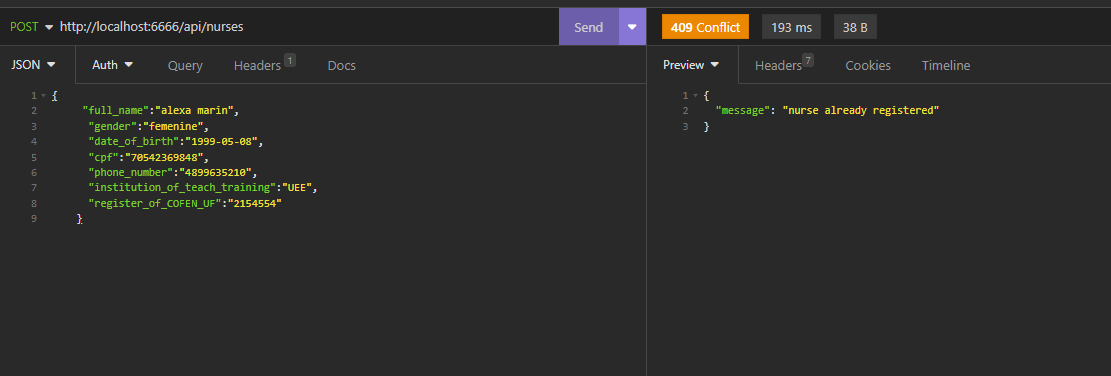 POST http://localhost:6666/api/nurses Send
409 Conflict 193 ms 38 B
JSON Auth Query Headers 1 Docs
Preview Headers 7 Cookies Timeline
1 {
2 "full_name":"alexa marin",
3 "gender":"femenine",
4 "date_of_birth":"1999-05-08",
5 "cpf":"70542369848",
6 "phone_number":"4899635210",
7 "institution_of_teach_training":"UEE",
8 "register_of_COFEN_UF":"2154554"
9 }
1 {
2 "message": "nurse already registered"
3 }